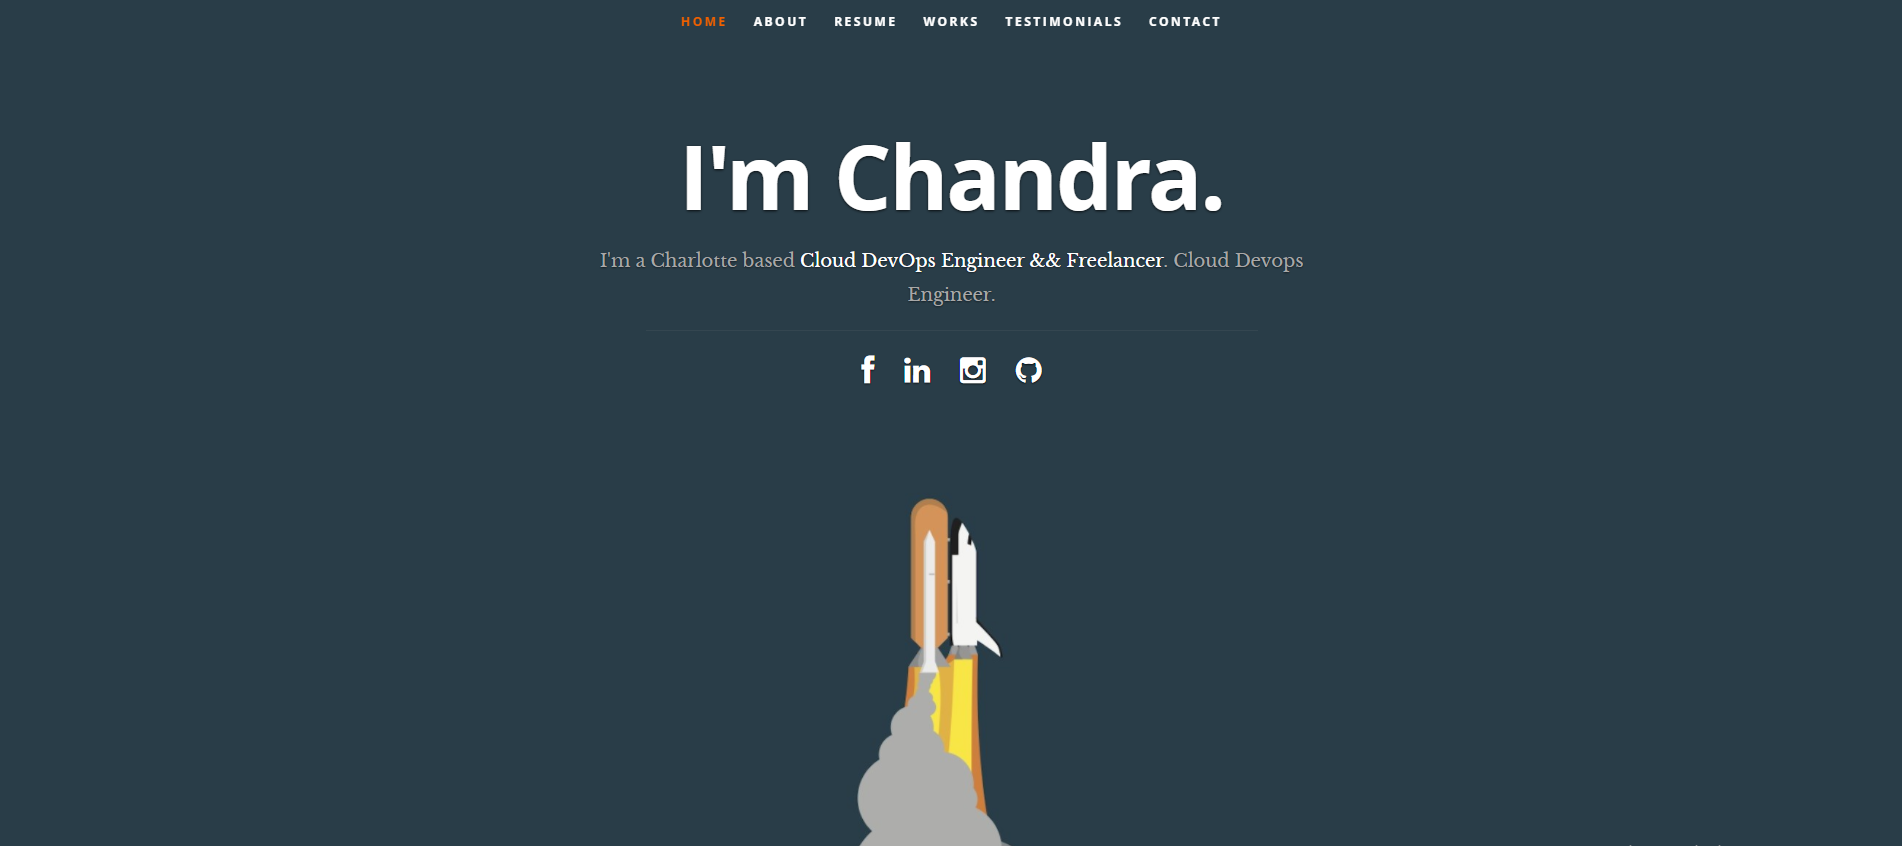 HOME ABOUT RESUME WORKS TESTIMONIALS CONTACT
I'm Chandra.
I'm a Charlotte based Cloud DevOps Engineer && Freelancer. Cloud Devops
Engineer.